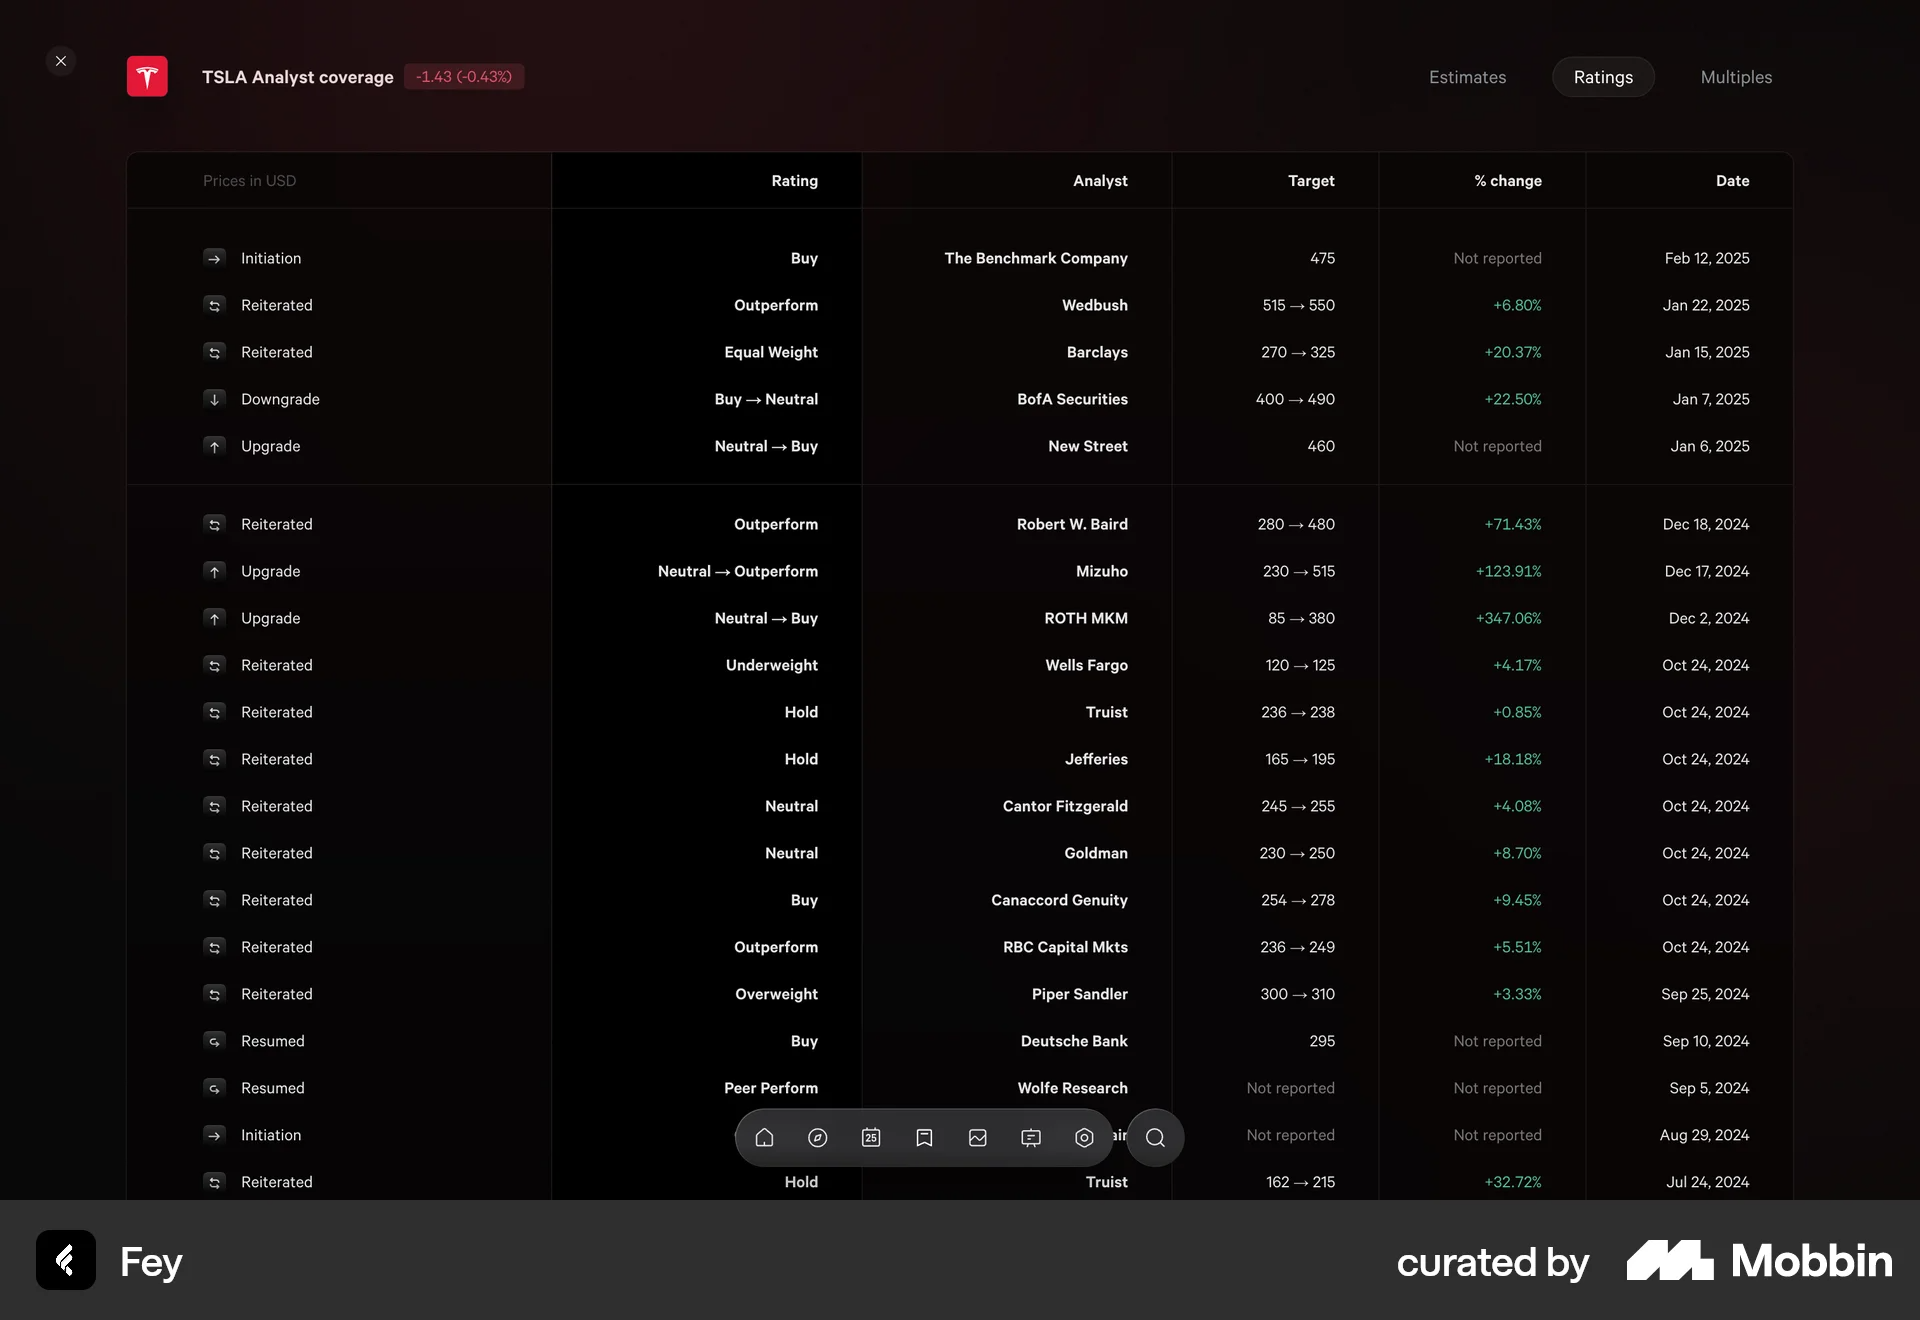 TSLA Analyst coverage -1.43 (-0.43%) Estimates Ratings Multiples
Prices in USD Rating Analyst Target % change Date
Initiation Buy The Benchmark Company 475 Not reported Feb 12, 2025
Reiterated Outperform Wedbush 515 → 550 +6.80% Jan 22, 2025
Reiterated Equal Weight Barclays 270 → 325 +20.37% Jan 15, 2025
Downgrade Buy → Neutral BofA Securities 400 → 490 +22.50% Jan 7, 2025
Upgrade Neutral → Buy New Street 460 Not reported Jan 6, 2025
Reiterated Outperform Robert W. Baird 280 → 480 +71.43% Dec 18, 2024
Upgrade Neutral → Outperform Mizuho 230 → 515 +123.91% Dec 17, 2024
Upgrade Neutral → Buy ROTH MKM 85 → 380 +347.06% Dec 2, 2024
Reiterated Underweight Wells Fargo 120 → 125 +4.17% Oct 24, 2024
Reiterated Hold Truist 236 → 238 +0.85% Oct 24, 2024
Reiterated Hold Jefferies 165 → 195 +18.18% Oct 24, 2024
Reiterated Neutral Cantor Fitzgerald 245 → 255 +4.08% Oct 24, 2024
Reiterated Neutral Goldman 230 → 250 +8.70% Oct 24, 2024
Reiterated Buy Canaccord Genuity 254 → 278 +9.45% Oct 24, 2024
Reiterated Outperform RBC Capital Mkts 236 → 249 +5.51% Oct 24, 2024
Reiterated Overweight Piper Sandler 300 → 310 +3.33% Sep 25, 2024
Resumed Buy Deutsche Bank 295 Not reported Sep 10, 2024
Resumed Peer Perform Wolfe Research Not reported Not reported Sep 5, 2024
Initiation Not reported Not reported Aug 29, 2024
25
Reiterated Hold Truist 162 → 215 +32.72% Jul 24, 2024
Fey curated by Mobbin